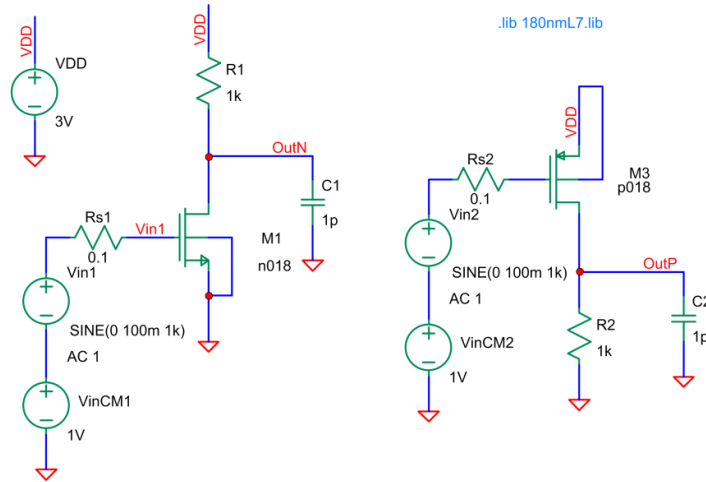 .lib 180nmL7.lib
VDD
VDD
3V
VDD
R1
1k
OutN
C1
1p
Rs1
0.1
Vin1
M1
n018
Vin1
SINE(0 100m 1k)
AC 1
VinCM1
1V
VDD
M3
p018
Rs2
0.1
Vin2
SINE(0 100m 1k)
AC 1
OutP
C2
1p
R2
1k
VinCM2
1V